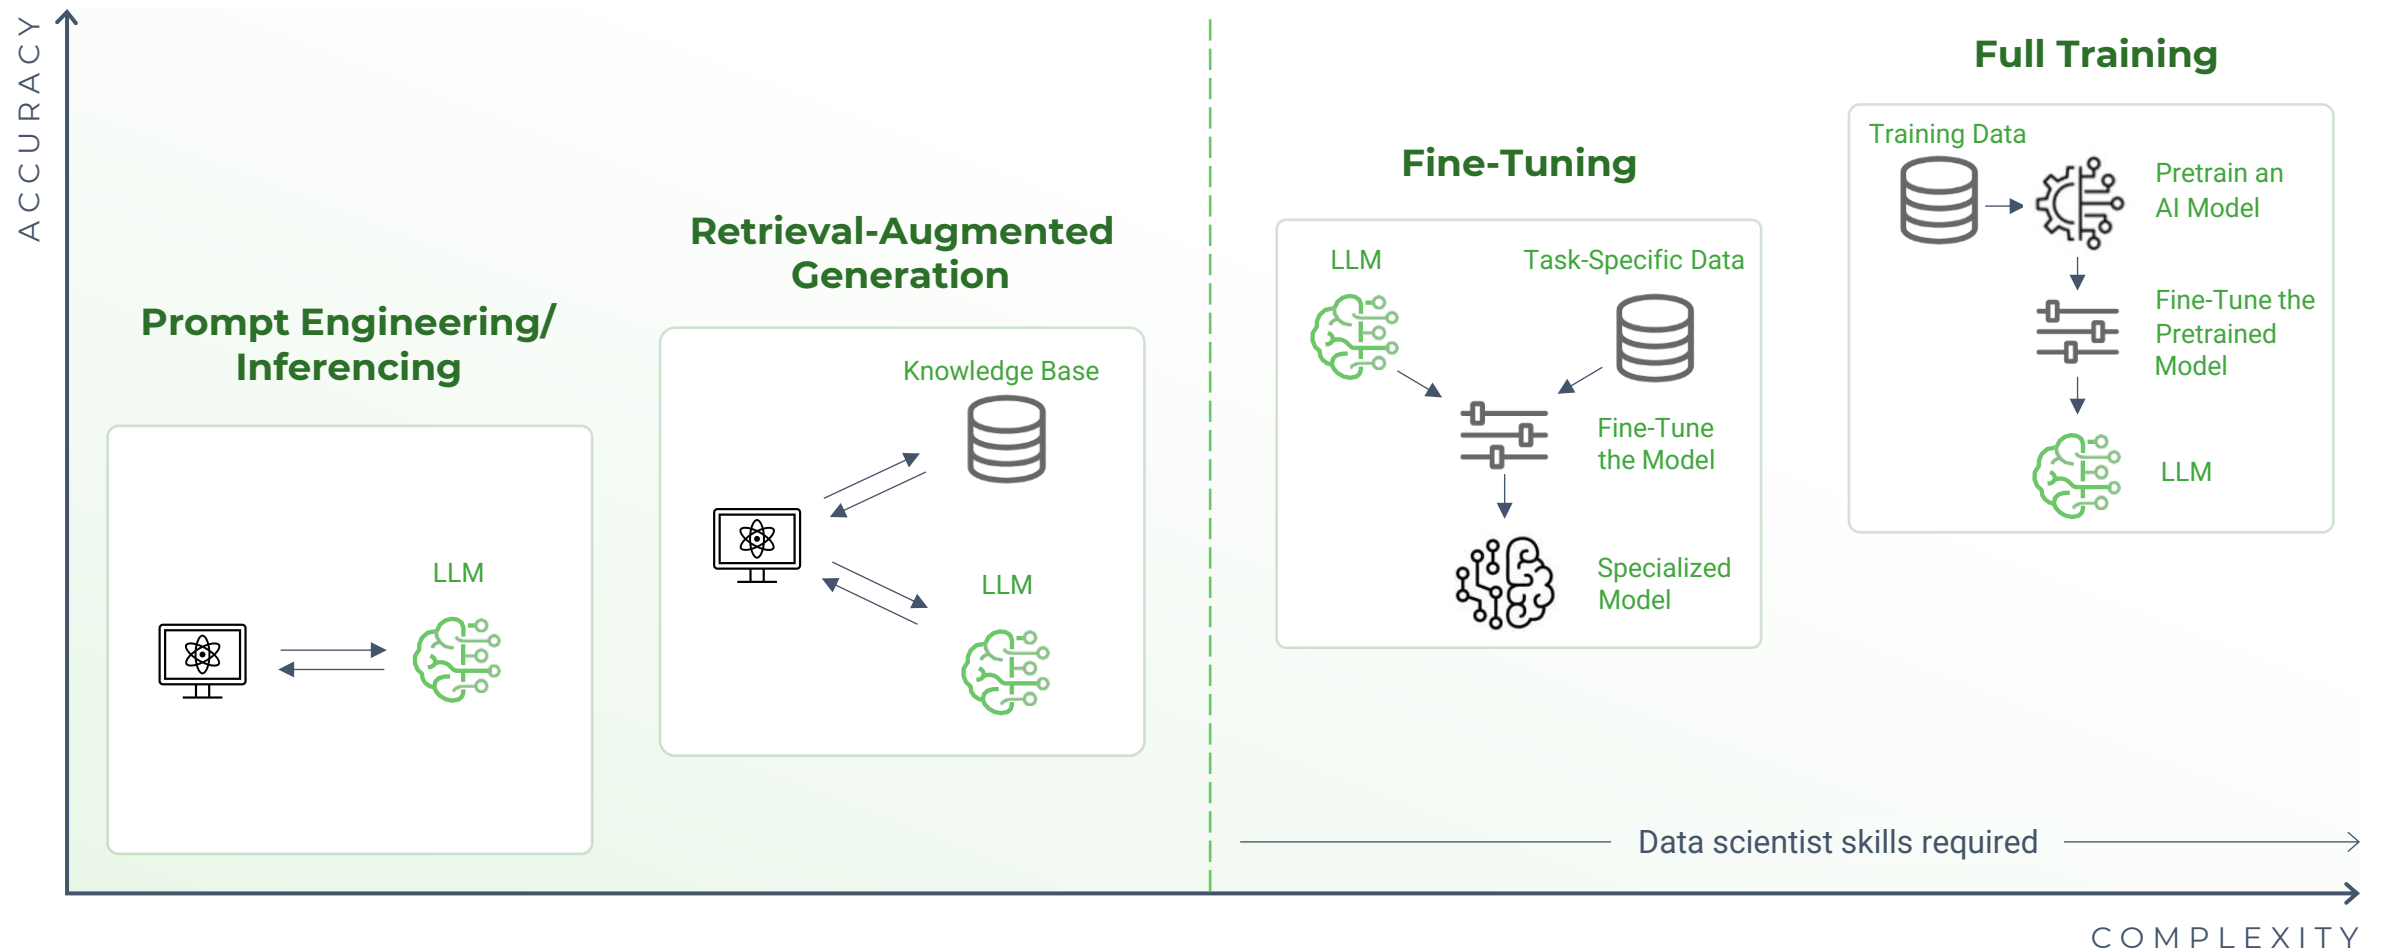 ACCURACY
Prompt Engineering/
Inferencing
LLM
Retrieval-Augmented
Generation
Knowledge Base
LLM
Fine-Tuning
LLM
Task-Specific Data
Fine-Tune
the Model
Specialized
Model
Full Training
Training Data
Pretrain an
AI Model
Fine-Tune the
Pretrained
Model
LLM
Data scientist skills required
COMPLEXITY